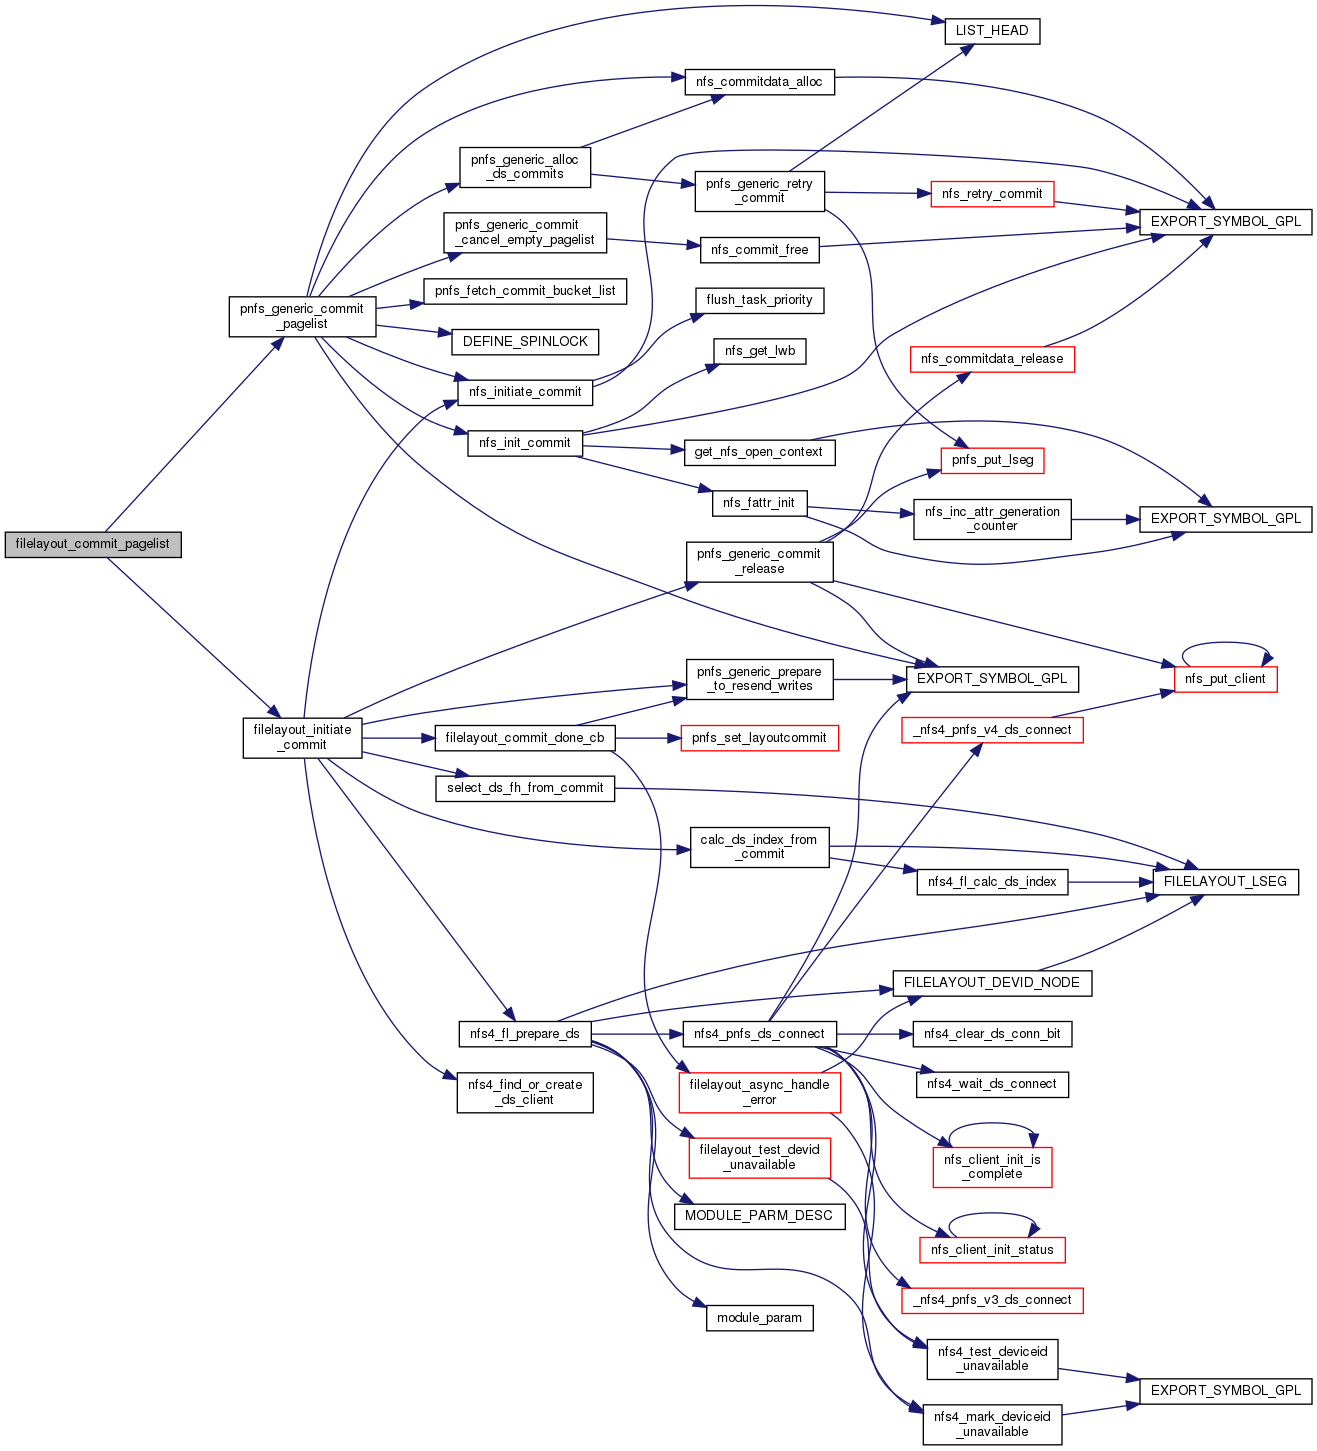 LIST_HEAD
nfs_commitdata_alloc
pnfs_generic_alloc
_ds_commits
pnfs_generic_retry
_commit
nfs_retry_commit
EXPORT_SYMBOL_GPL
pnfs_generic_commit
_cancel_empty_pagelist
nfs_commit_free
pnfs_fetch_commit_bucket_list
flush_task_priority
pnfs_generic_commit
_pagelist
DEFINE_SPINLOCK
nfs_get_lwb
nfs_commitdata_release
nfs_initiate_commit
nfs_init_commit
get_nfs_open_context
pnfs_put_lseg
nfs_fattr_init
nfs_inc_attr_generation
_counter
EXPORT_SYMBOL_GPL
filelayout_commit_pagelist
pnfs_generic_commit
_release
pnfs_generic_prepare
_to_resend_writes
EXPORT_SYMBOL_GPL
nfs_put_client
filelayout_initiate
_commit
filelayout_commit_done_cb
pnfs_set_layoutcommit
_nfs4_pnfs_v4_ds_connect
select_ds_fh_from_commit
calc_ds_index_from
_commit
nfs4_fl_calc_ds_index
FILELAYOUT_LSEG
FILELAYOUT_DEVID_NODE
nfs4_fl_prepare_ds
nfs4_pnfs_ds_connect
nfs4_clear_ds_conn_bit
nfs4_find_or_create
_ds_client
filelayout_async_handle
_error
nfs4_wait_ds_connect
filelayout_test_devid
_unavailable
nfs_client_init_is
_complete
MODULE_PARM_DESC
nfs_client_init_status
_nfs4_pnfs_v3_ds_connect
module_param
nfs4_test_deviceid
_unavailable
EXPORT_SYMBOL_GPL
nfs4_mark_deviceid
_unavailable